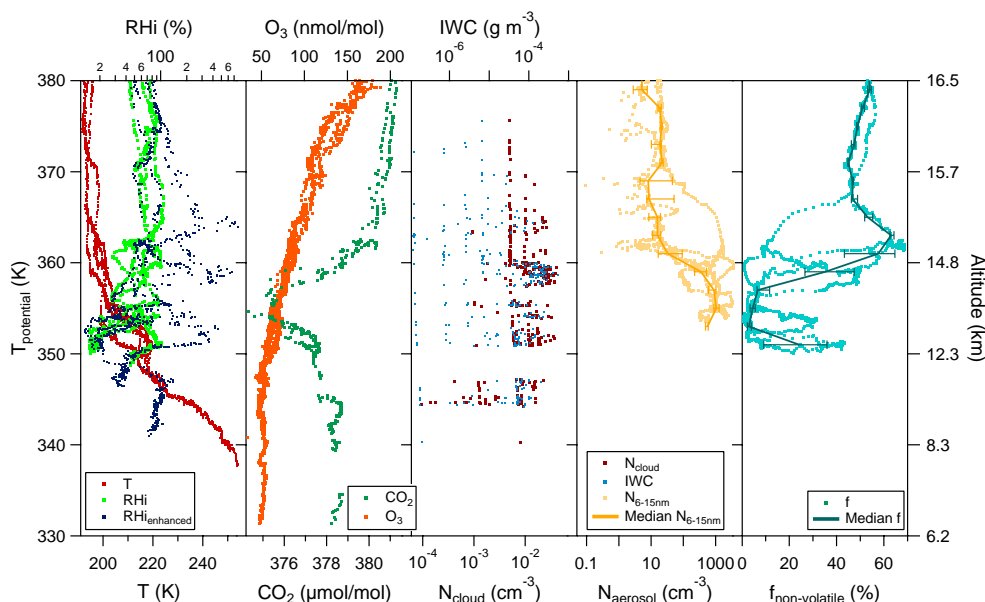 RHi (%)
O3 (nmol/mol)
IWC (g m-3)
2 4 6 100 2 4 6
50 100 150 200
10-6 10-4
380 16.5
370 15.7
360 14.8
350 12.3
340 8.3
330 6.2
Tpotential (K)
Altitude (km)
T
RHi
RHienhanced
CO2
O3
Ncloud
IWC
N6-15nm
Median N6-15nm
f
Median f
200 220 240
376 378 380
10-4 10-3 10-2
0.1 10 1000
0 20 40 60
T (K)
CO2 (µmol/mol)
Ncloud (cm-3)
Naerosol (cm-3)
fnon-volatile (%)